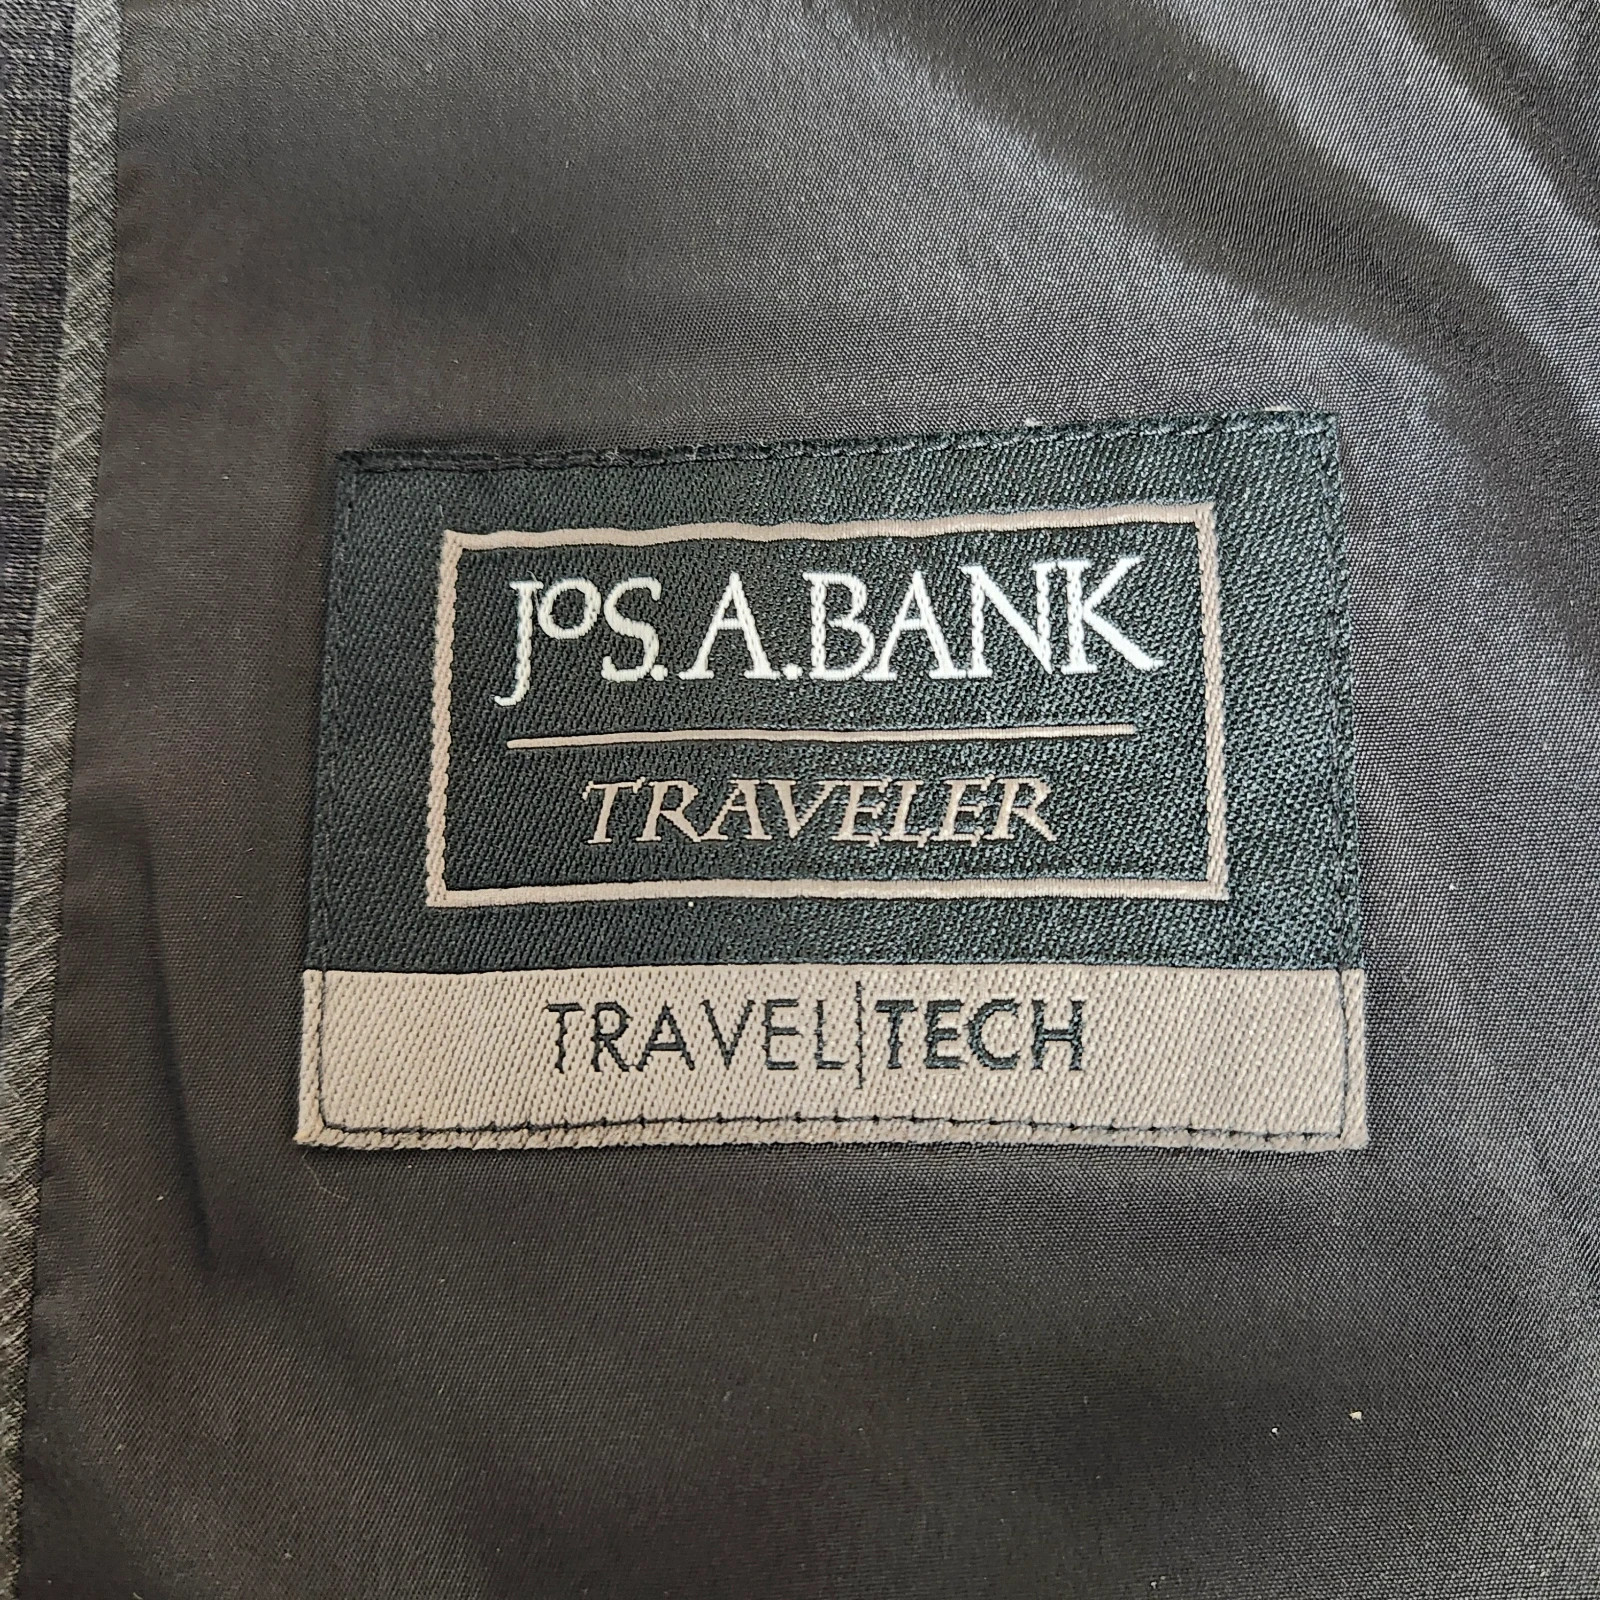 JOS. A. BANK
TRAVELER
TRAVEL|TECH